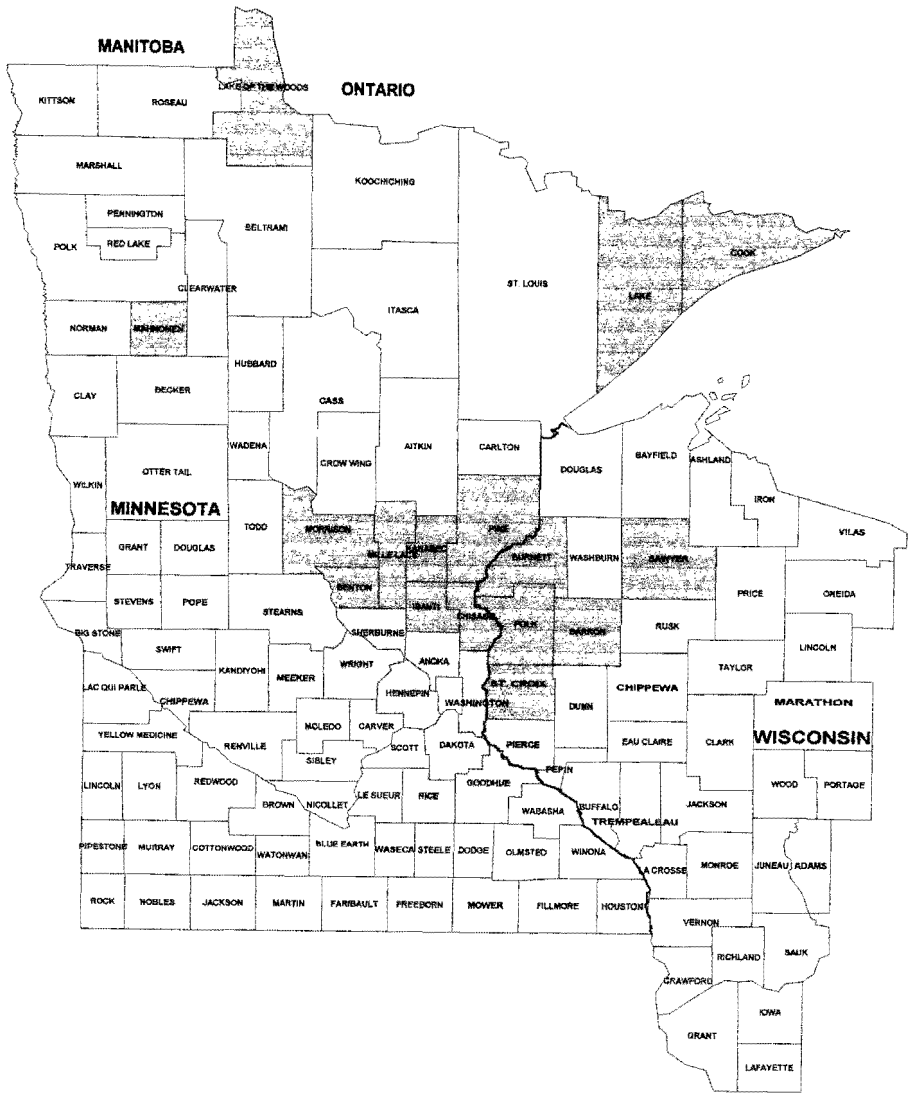 MANITOBA
LAKE OF THE WOODS
ONTARIO
KITTSON
ROSEAU
MARSHALL
KOOCHICHING
PENNINGTON
BELTRAMI
POLK
RED LAKE
COOK
CLEARWATER
ST. LOUIS
LAKE
ITASCA
NORMAN
MAHNOMEN
HUBBARD
CLAY
BECKER
CASS
WADENA
AITKIN
CARLTON
CROW WING
DOUGLAS
BAYFIELD
ASHLAND
WILKIN
OTTER TAIL
IRON
MINNESOTA
TODD
MORRISON
PINE
VILAS
GRANT
DOUGLAS
MILLE LACS
KANABEC
BURNETT
WASHBURN
SAWYER
TRAVERSE
BENTON
PRICE
ONEIDA
STEVENS
POPE
STEARNS
ISANTI
CHISAGO
POLK
BARRON
RUSK
BIG STONE
SHERBURNE
SWIFT
LINCOLN
KANDIYOHI
MEEKER
WRIGHT
ANOKA
TAYLOR
LAC QUI PARLE
HENNEPIN
ST. CROIX
CHIPPEWA
CHIPPEWA
WASHINGTON
DUNN
MARATHON
MCLEOD
CARVER
YELLOW MEDICINE
RENVILLE
SCOTT
DAKOTA
PIERCE
EAU CLAIRE
CLARK
WISCONSIN
SIBLEY
PEPIN
LINCOLN
LYON
REDWOOD
BROWN
NICOLLET
LE SUEUR
RICE
GOODHUE
WABASHA
BUFFALO
JACKSON
WOOD
PORTAGE
TREMPEALEAU
PIPESTONE
MURRAY
COTTONWOOD
WATONWAN
BLUE EARTH
WASECA
STEELE
DODGE
OLMSTED
WINONA
LA CROSSE
MONROE
JUNEAU
ADAMS
ROCK
NOBLES
JACKSON
MARTIN
FARIBAULT
FREEBORN
MOWER
FILLMORE
HOUSTON
VERNON
RICHLAND
SAUK
CRAWFORD
IOWA
GRANT
LAFAYETTE